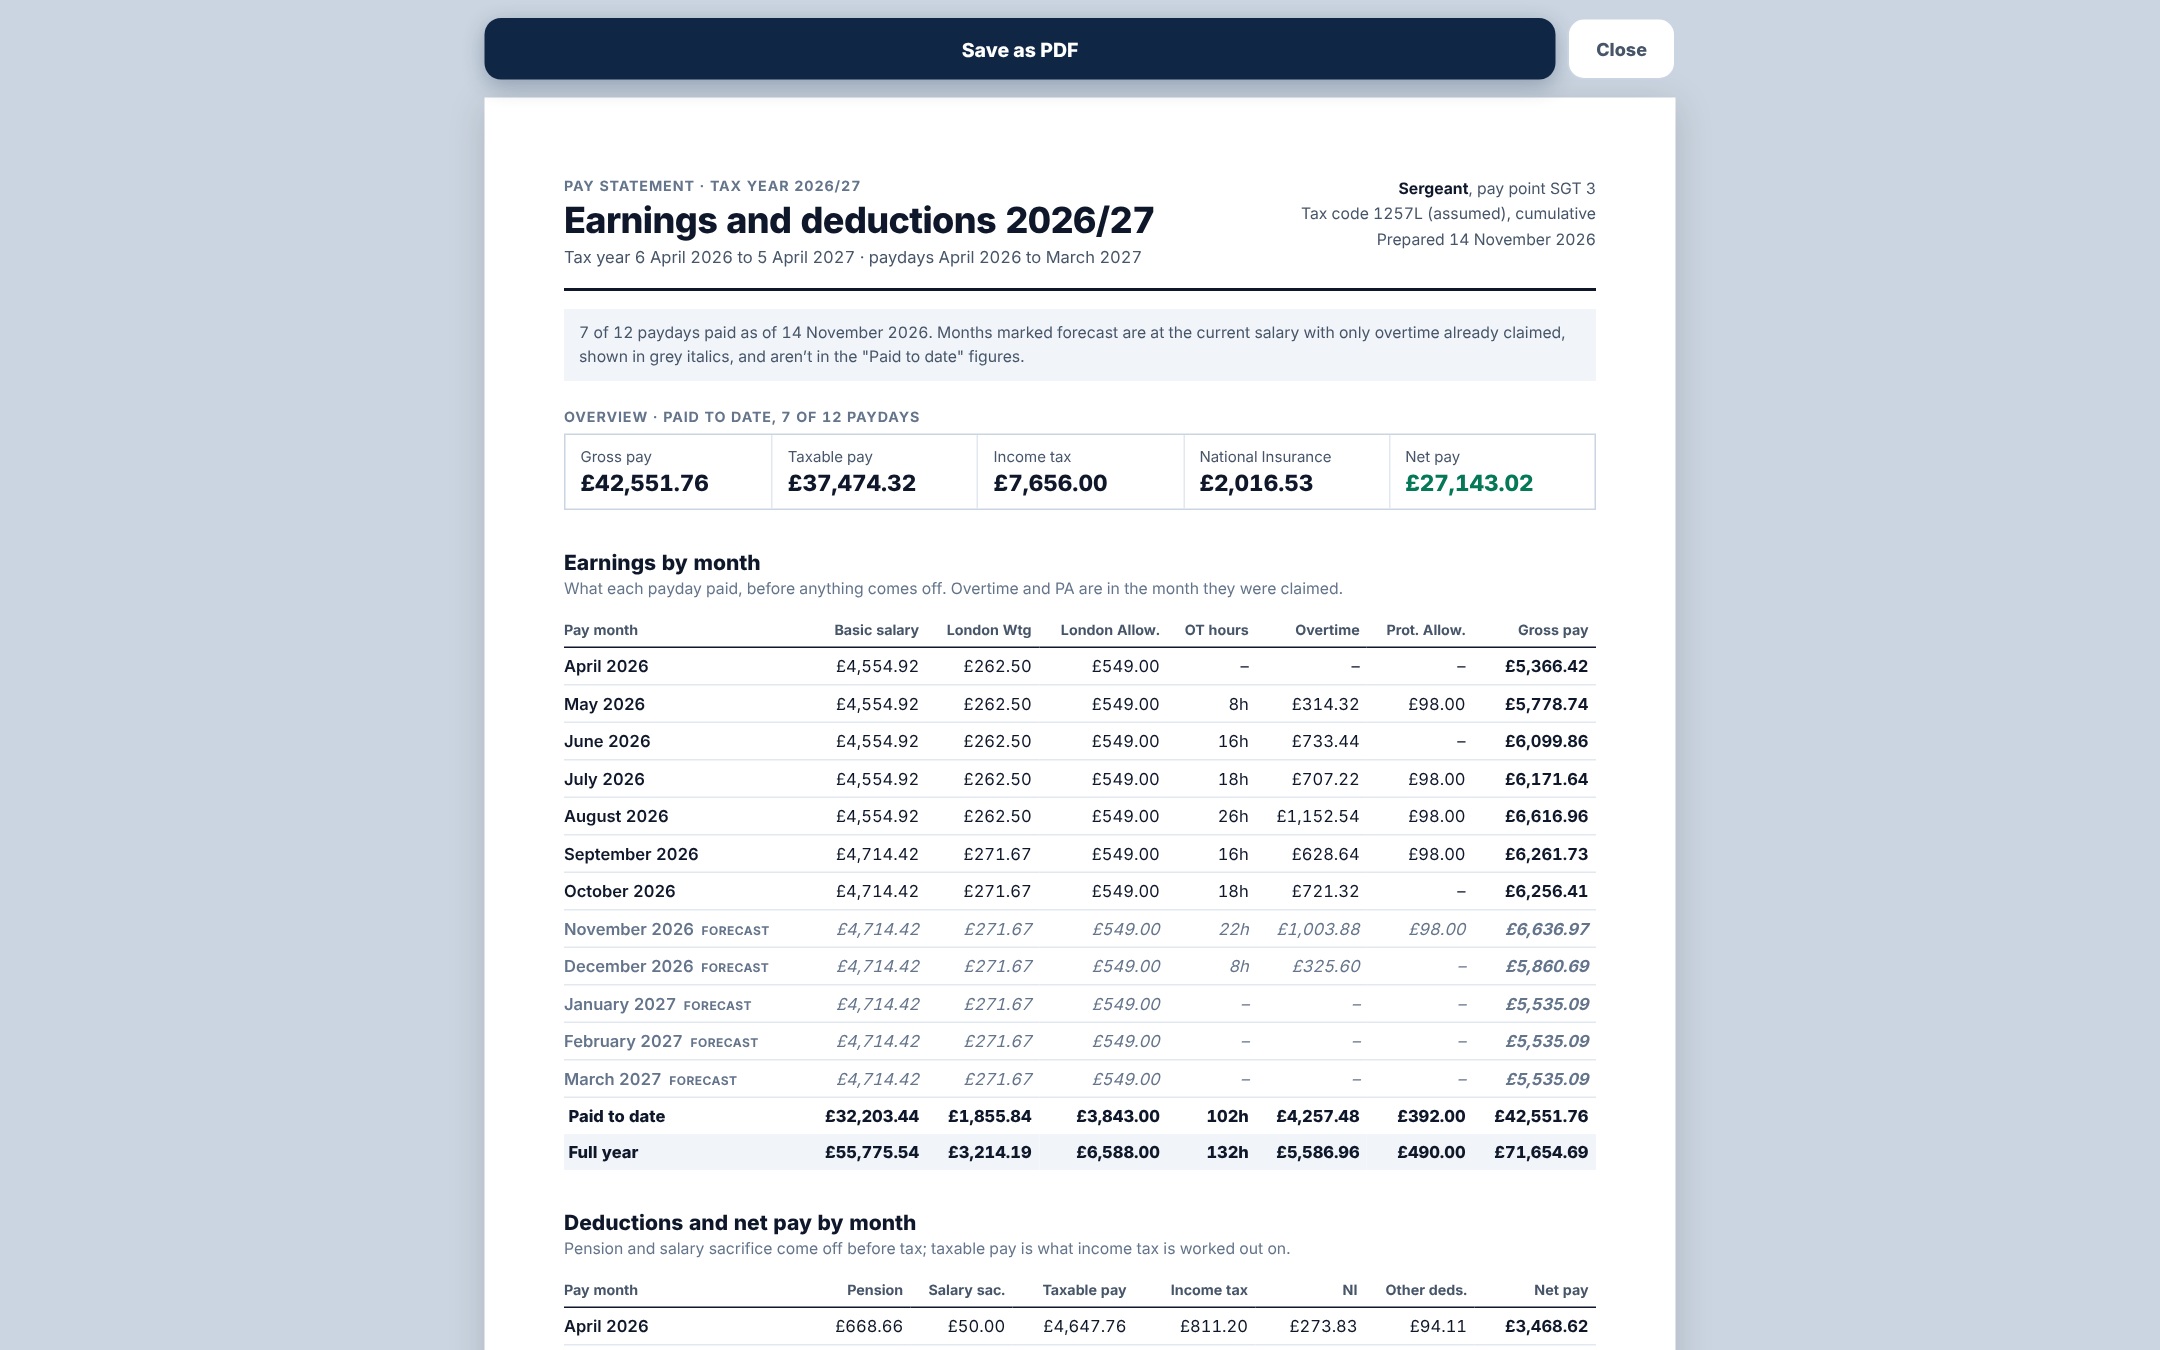 Save as PDF
Close
PAY STATEMENT · TAX YEAR 2026/27
Earnings and deductions 2026/27
Tax year 6 April 2026 to 5 April 2027 · paydays April 2026 to March 2027
Sergeant, pay point SGT 3
Tax code 1257L (assumed), cumulative
Prepared 14 November 2026
7 of 12 paydays paid as of 14 November 2026. Months marked forecast are at the current salary with only overtime already claimed,
shown in grey italics, and aren’t in the "Paid to date" figures.
OVERVIEW · PAID TO DATE, 7 OF 12 PAYDAYS
Gross pay Taxable pay Income tax National Insurance Net pay
£42,551.76 £37,474.32 £7,656.00 £2,016.53 £27,143.02
Earnings by month
What each payday paid, before anything comes off. Overtime and PA are in the month they were claimed.
Pay month Basic salary London Wtg London Allow. OT hours Overtime Prot. Allow. Gross pay
April 2026 £4,554.92 £262.50 £549.00 – – – £5,366.42
May 2026 £4,554.92 £262.50 £549.00 8h £314.32 £98.00 £5,778.74
June 2026 £4,554.92 £262.50 £549.00 16h £733.44 – £6,099.86
July 2026 £4,554.92 £262.50 £549.00 18h £707.22 £98.00 £6,171.64
August 2026 £4,554.92 £262.50 £549.00 26h £1,152.54 £98.00 £6,616.96
September 2026 £4,714.42 £271.67 £549.00 16h £628.64 £98.00 £6,261.73
October 2026 £4,714.42 £271.67 £549.00 18h £721.32 – £6,256.41
November 2026 FORECAST £4,714.42 £271.67 £549.00 22h £1,003.88 £98.00 £6,636.97
December 2026 FORECAST £4,714.42 £271.67 £549.00 8h £325.60 – £5,860.69
January 2027 FORECAST £4,714.42 £271.67 £549.00 – – – £5,535.09
February 2027 FORECAST £4,714.42 £271.67 £549.00 – – – £5,535.09
March 2027 FORECAST £4,714.42 £271.67 £549.00 – – – £5,535.09
Paid to date £32,203.44 £1,855.84 £3,843.00 102h £4,257.48 £392.00 £42,551.76
Full year £55,775.54 £3,214.19 £6,588.00 132h £5,586.96 £490.00 £71,654.69
Deductions and net pay by month
Pension and salary sacrifice come off before tax; taxable pay is what income tax is worked out on.
Pay month Pension Salary sac. Taxable pay Income tax NI Other deds. Net pay
April 2026 £668.66 £50.00 £4,647.76 £811.20 £273.83 £94.11 £3,468.62